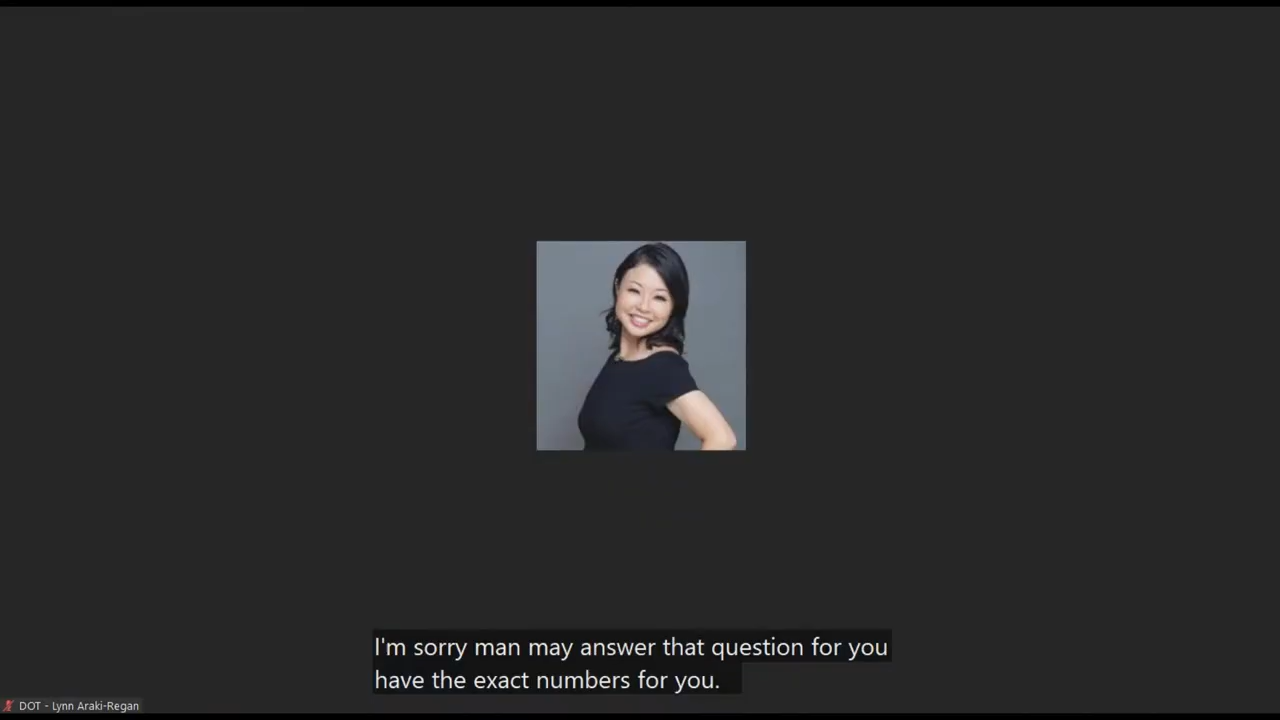 I'm sorry man may answer that question for you
have the exact numbers for you.
DOT - Lynn Araki-Regan